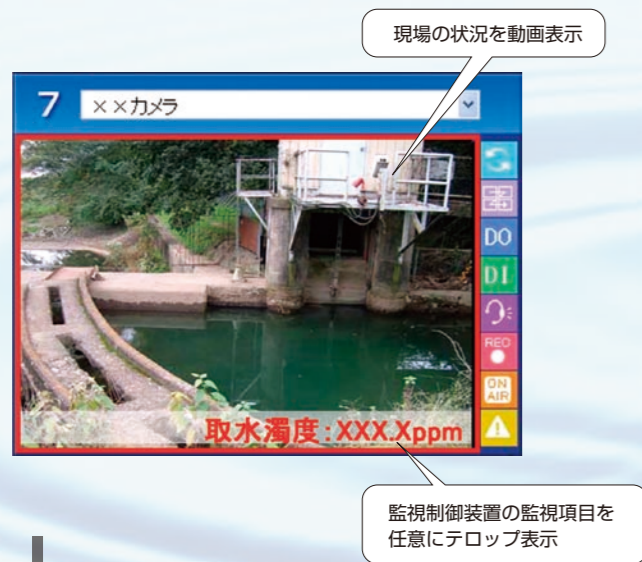 現場の状況を動画表示
7 ××カメラ
DO
DI
REC
ON
AIR
取水濁度:XXX.Xppm
監視制御装置の監視項目を
任意にテロップ表示